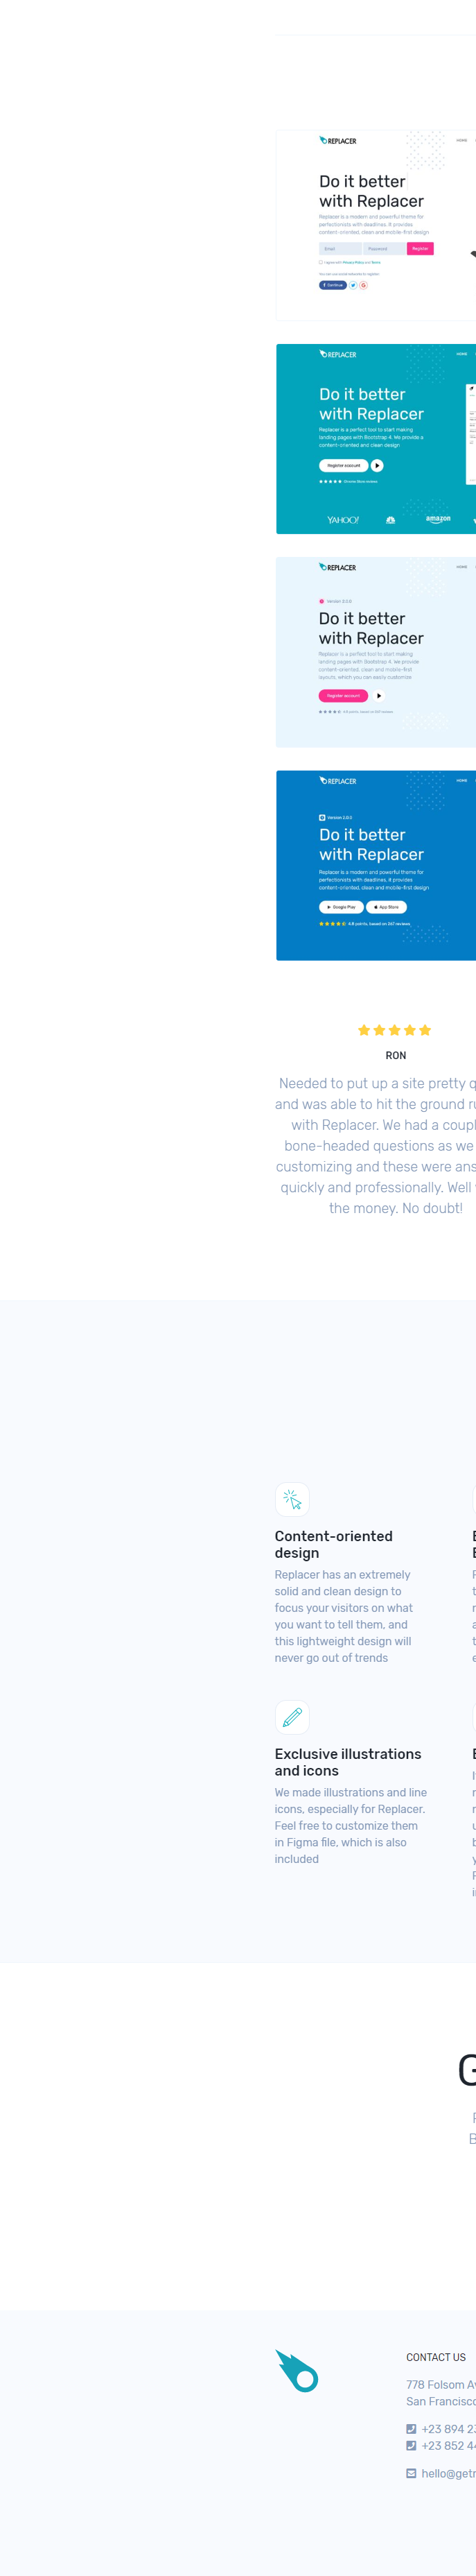 REPLACER
HOME
Do it better
with Replacer
Replacer is a modern and powerful theme for
perfectionists with deadlines. It provides
content-oriented, clean and mobile-first design
Email
Password
Register
I agree with Privacy Policy and Terms
You can use social networks to register
Continue
REPLACER
HOME
Do it better
with Replacer
Replacer is a perfect tool to start making
landing pages with Bootstrap 4. We provide a
content-oriented and clean design
Register account
Chrome Store reviews
YAHOO!
amazon
REPLACER
HOME
Version 2.0.0
Do it better
with Replacer
Replacer is a perfect tool to start making
landing pages with Bootstrap 4. We provide
content-oriented, clean and mobile-first
layouts, which you can easily customize
Register account
REPLACER
HOME
Do it better
with Replacer
Replacer is a modern and powerful theme for
perfectionists with deadlines. It provides
content-oriented, clean and mobile-first design
Google Play
App Store
4.8 points, based on 267 reviews
RON
Needed to put up a site pretty q
and was able to hit the ground ru
with Replacer. We had a coupl
bone-headed questions as we
customizing and these were ans
quickly and professionally. Well
the money. No doubt!
Content-oriented
design
Replacer has an extremely
solid and clean design to
focus your visitors on what
you want to tell them, and
this lightweight design will
never go out of trends
Exclusive illustrations
and icons
We made illustrations and line
icons, especially for Replacer.
Feel free to customize them
in Figma file, which is also
included
G
CONTACT US
778 Folsom Av
San Francisco
+23 894 23
+23 852 44
hello@getr